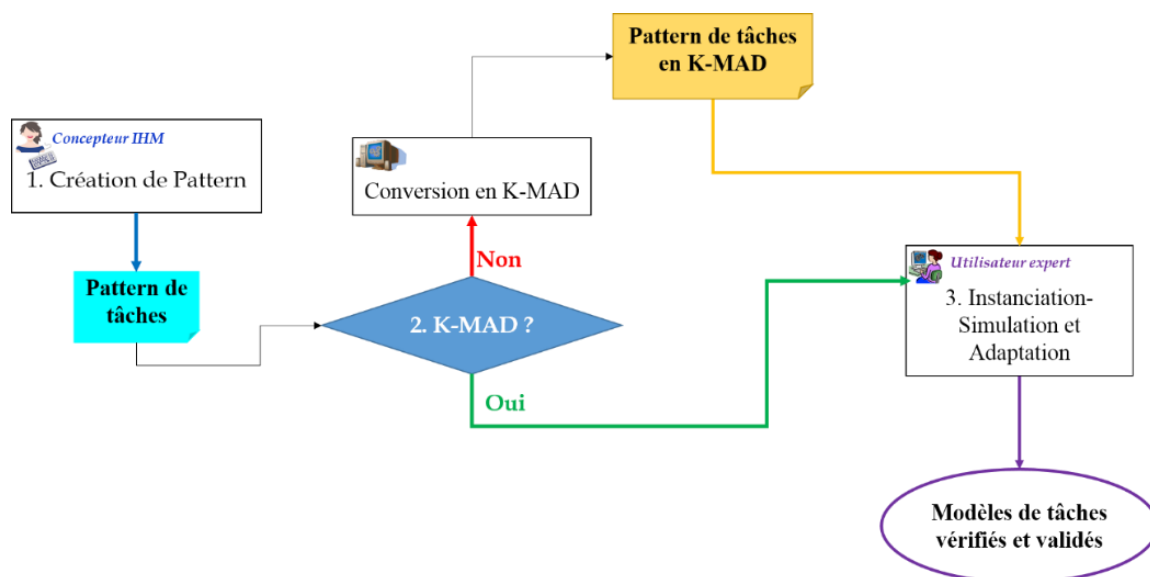 Concepteur IHM
1. Création de Pattern
Pattern de
tâches
2. K-MAD ?
Non
Oui
Conversion en K-MAD
Pattern de tâches
en K-MAD
Utilisateur expert
3. Instanciation-
Simulation et
Adaptation
Modèles de tâches
vérifiés et validés